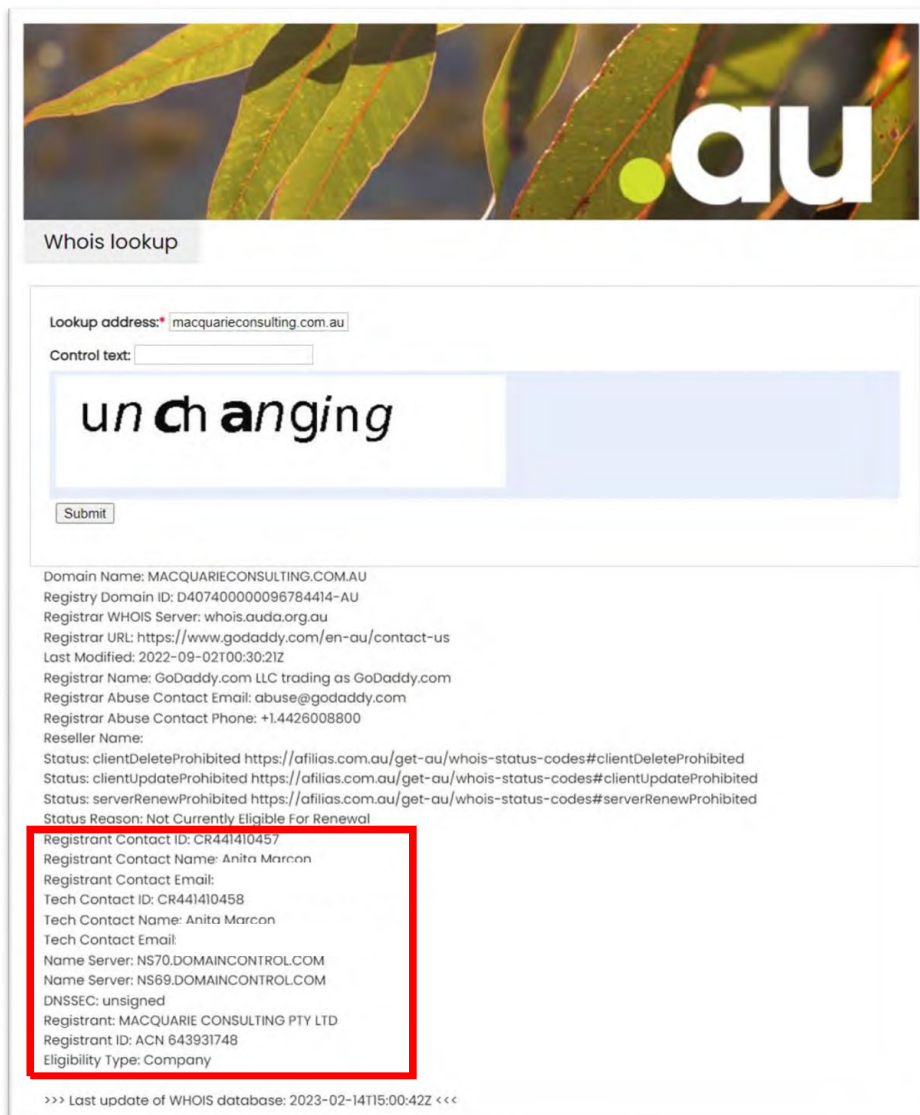 .au
Whois lookup
Lookup address:* macquarieconsulting.com.au
Control text:
unchanging
Submit
Domain Name: MACQUARIECONSULTING.COM.AU
Registry Domain ID: D407400000096784414-AU
Registrar WHOIS Server: whois.auda.org.au
Registrar URL: https://www.godaddy.com/en-au/contact-us
Last Modified: 2022-09-02T00:30:21Z
Registrar Name: GoDaddy.com LLC trading as GoDaddy.com
Registrar Abuse Contact Email: abuse@godaddy.com
Registrar Abuse Contact Phone: +1.4426008800
Reseller Name:
Status: clientDeleteProhibited https://afilias.com.au/get-au/whois-status-codes#clientDeleteProhibited
Status: clientUpdateProhibited https://afilias.com.au/get-au/whois-status-codes#clientUpdateProhibited
Status: serverRenewProhibited https://afilias.com.au/get-au/whois-status-codes#serverRenewProhibited
Status Reason: Not Currently Eligible For Renewal
Registrant Contact ID: CR441410457
Registrant Contact Name: Anita Marcon
Registrant Contact Email:
Tech Contact ID: CR441410458
Tech Contact Name: Anita Marcon
Tech Contact Email:
Name Server: NS70.DOMAINCONTROL.COM
Name Server: NS69.DOMAINCONTROL.COM
DNSSEC: unsigned
Registrant: MACQUARIE CONSULTING PTY LTD
Registrant ID: ACN 643931748
Eligibility Type: Company
>>> Last update of WHOIS database: 2023-02-14T15:00:42Z <<<